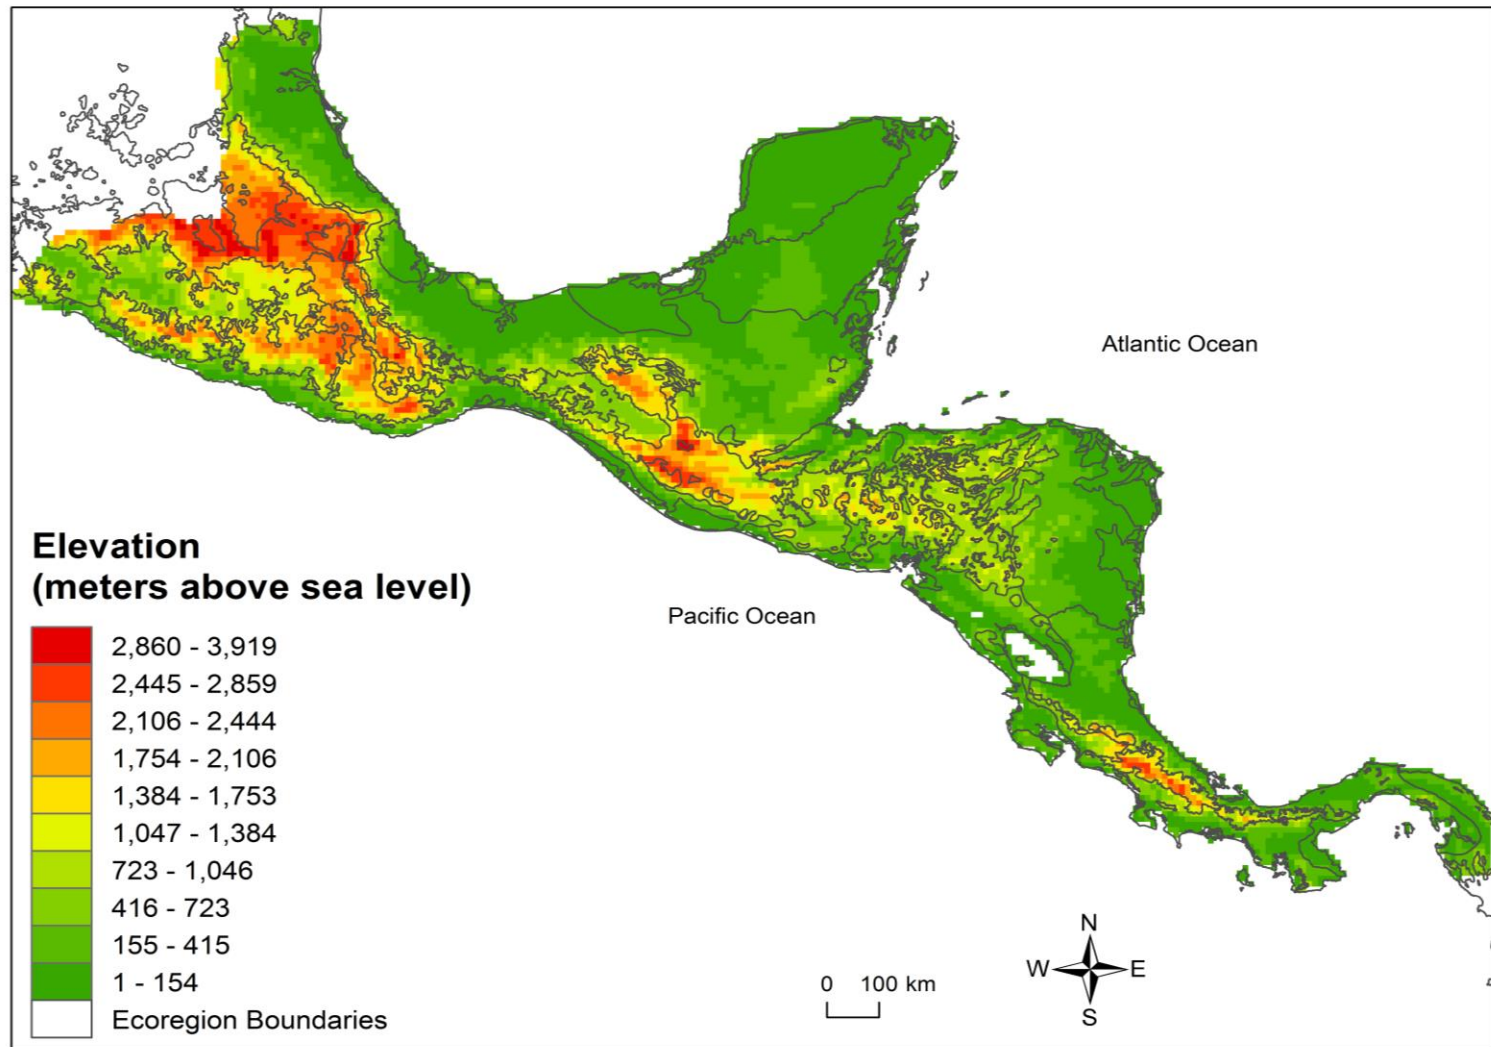 Atlantic Ocean
Pacific Ocean
Elevation
(meters above sea level)
2,860 - 3,919
2,445 - 2,859
2,106 - 2,444
1,754 - 2,106
1,384 - 1,753
1,047 - 1,384
723 - 1,046
416 - 723
155 - 415
1 - 154
Ecoregion Boundaries
0 100 km
N
W E
S